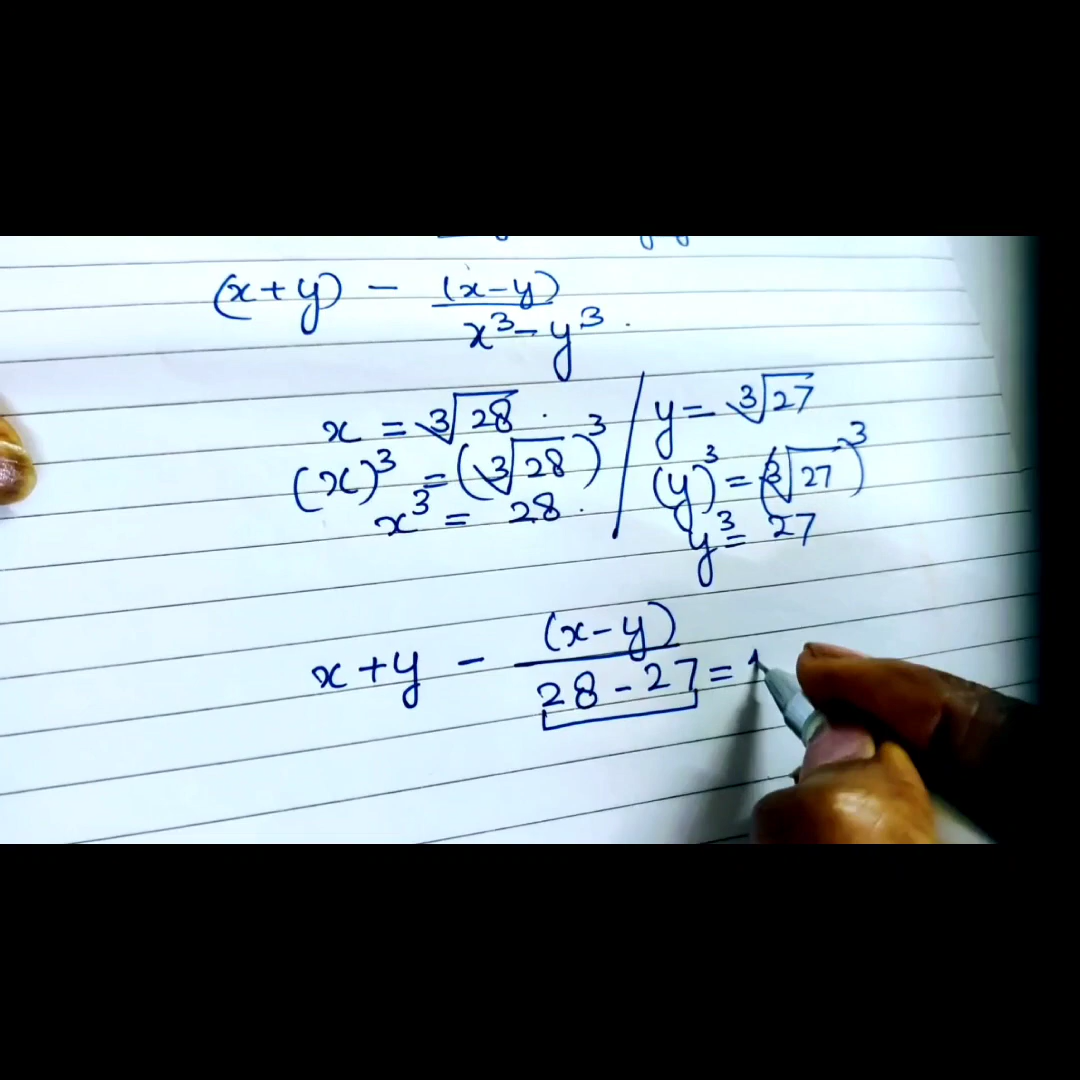 (x+y) - (x-y)
x³-y³.
x = ∛28. / y = ∛27
(x)³ = (∛28)³ (y)³ = (∛27)³
x³ = 28. y³ = 27
x+y - (x-y)
28-27 = 1